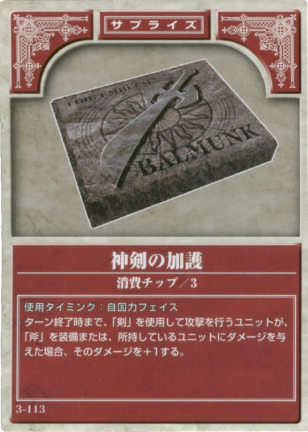 サプライズ
BALMUNK
神剣の加護
消費チップ/3
使用タイミング：自国力フェイス
ターン終了時まで、「剣」を使用して攻撃を行うユニットが、
「斧」を装備または、所持しているユニットにダメージを与
えた場合、そのダメージを+1する。
3-113